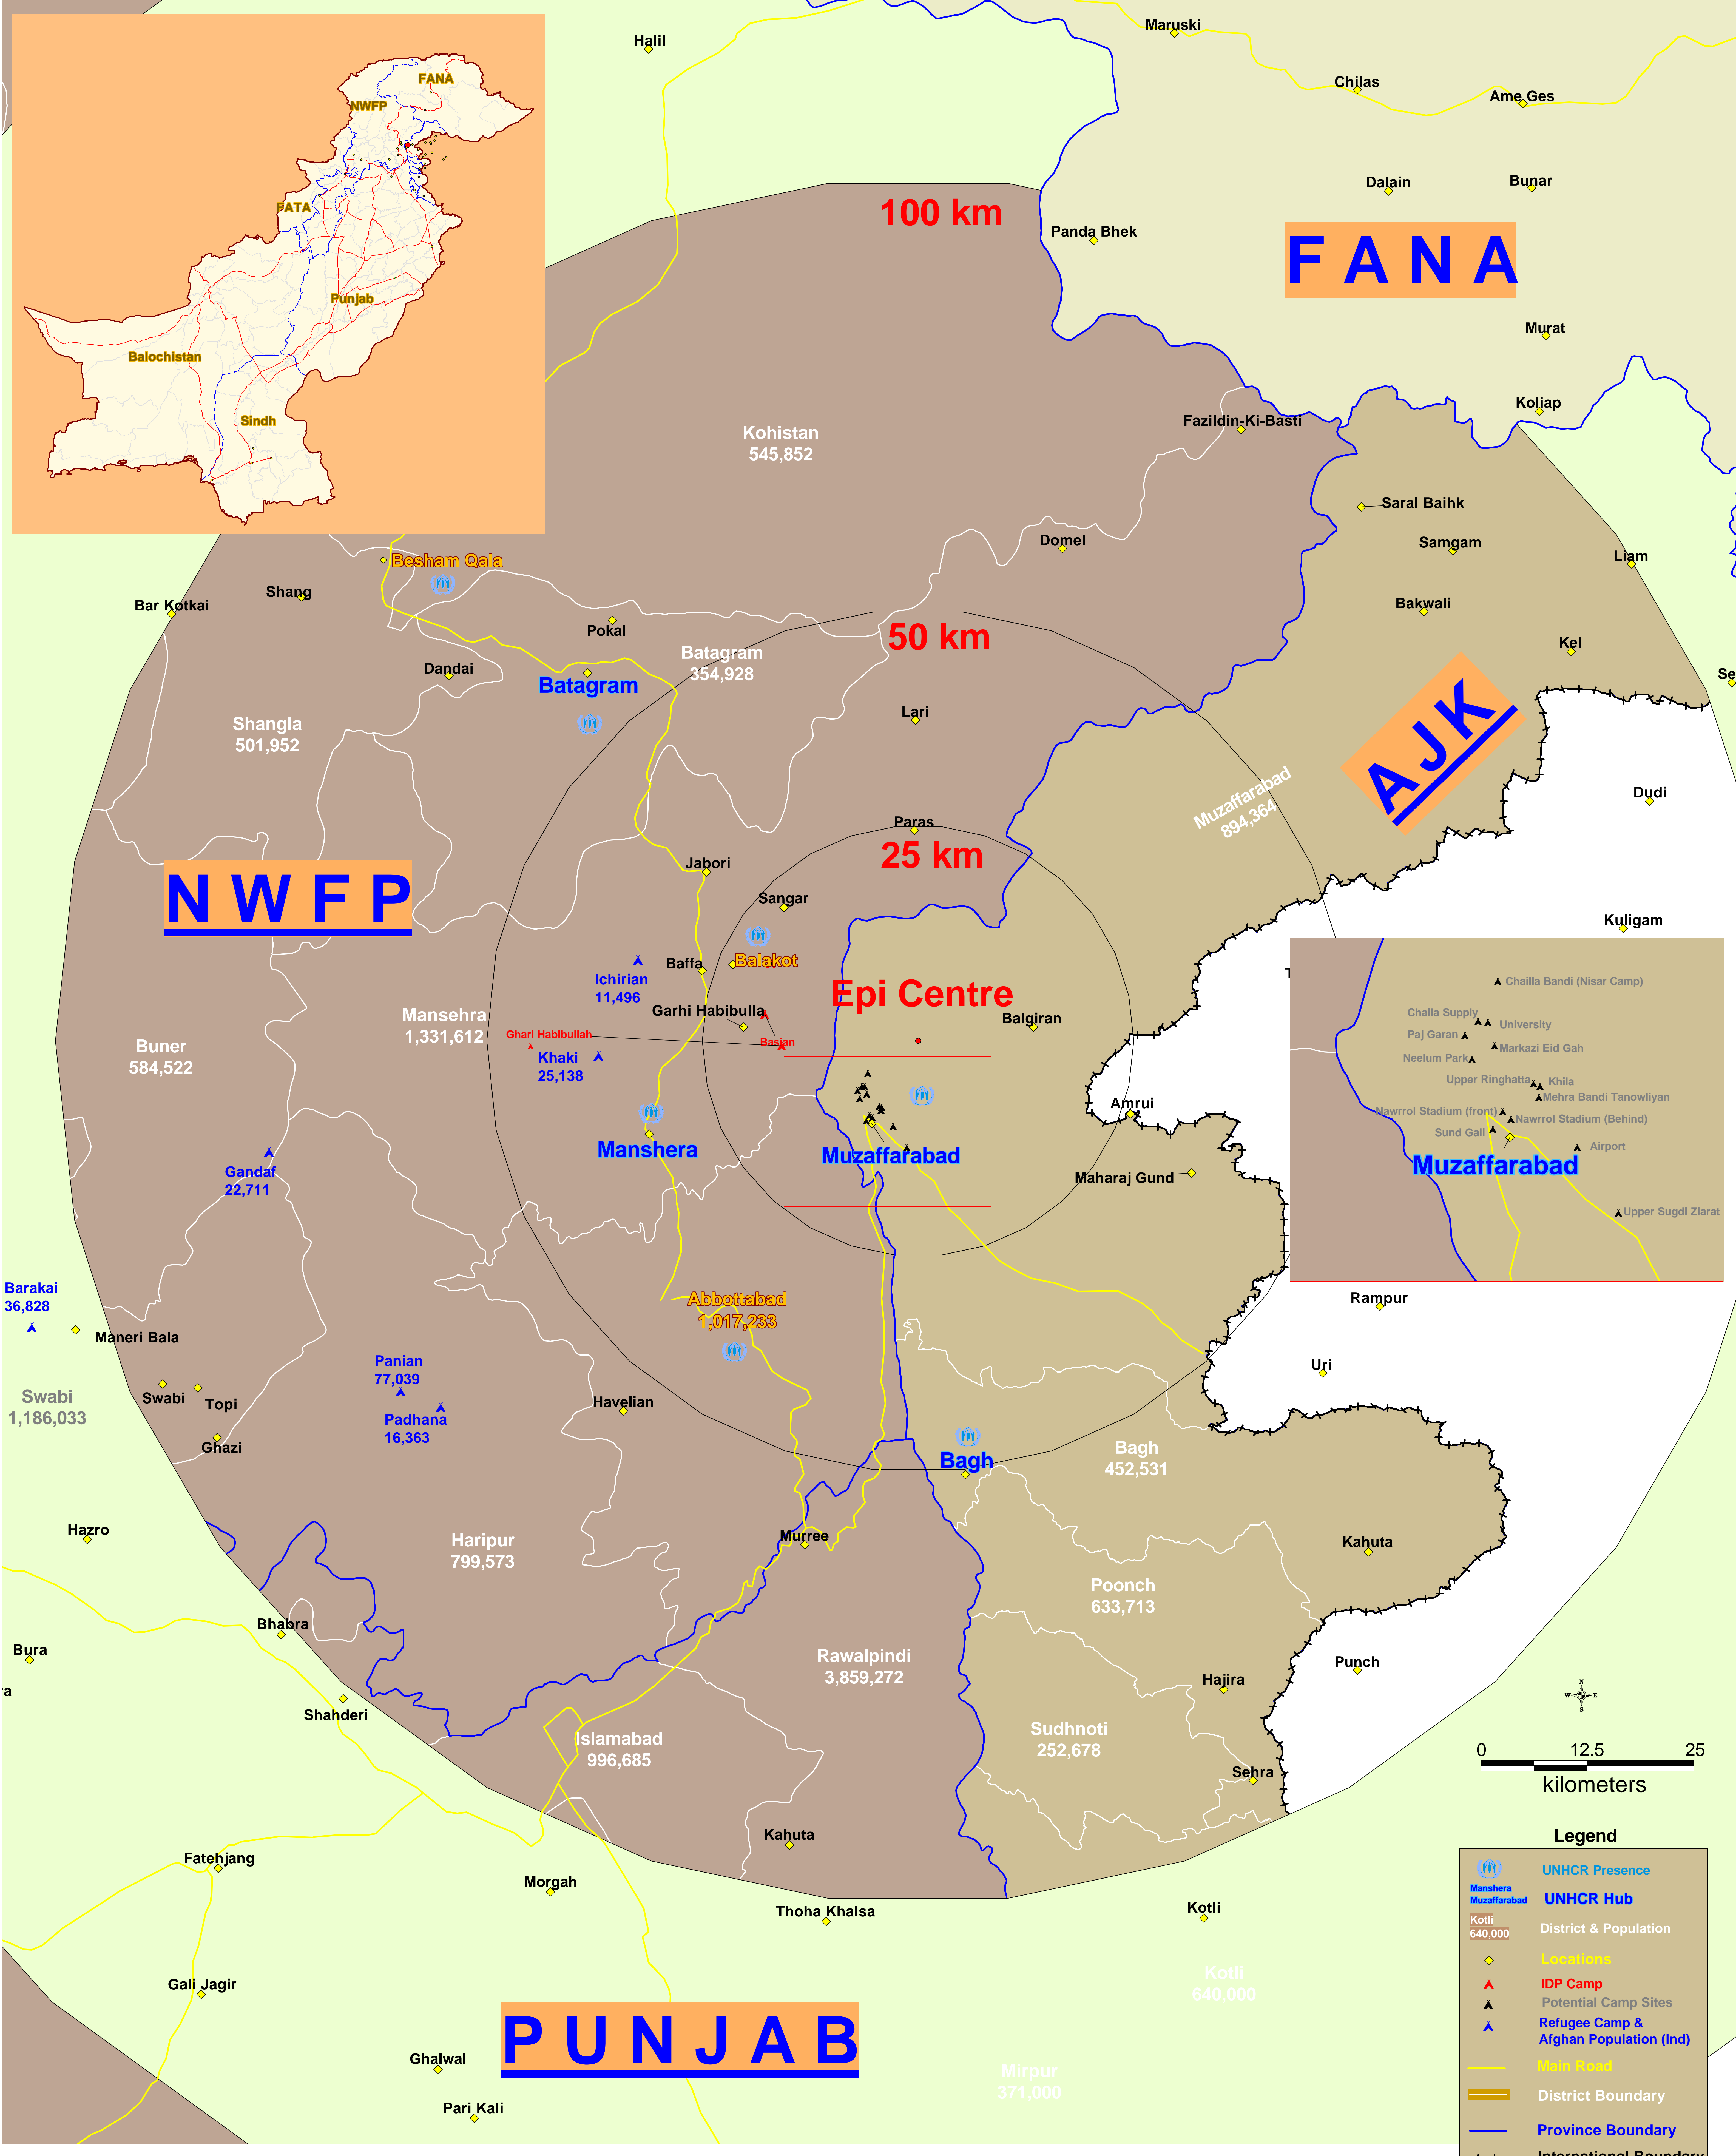 FANA
NWFP
FATA
Punjab
Balochistan
Sindh
Halil
Maruski
Chilas
Ame Ges
Dalain
Bunar
Panda Bhek
100 km
F A N A
Murat
Koliap
Fazildin-Ki-Basti
Kohistan
545,852
Saral Baihk
Samgam
Liam
Domel
Besham Qala
Bar Kotkai
Shang
Pokal
Bakwali
50 km
Kel
Batagram
354,928
Dandai
Batagram
Se
Lari
A J K
Shangla
501,952
Muzaffarabad
894,364
Dudi
Paras
25 km
Jabori
N W F P
Sangar
Kuligam
Balakot
Baffa
Ichirian
11,496
Epi Centre
Garhi Habibulla
Balgiran
Mansehra
1,331,612
Ghari Habibullah
Basian
Buner
584,522
Khaki
25,138
Amrui
Manshera
Muzaffarabad
Maharaj Gund
Gandaf
22,711
Chailla Bandi (Nisar Camp)
Chaila Supply
University
Paj Garan
Markazi Eid Gah
Neelum Park
Upper Ringhatta
Khila
Mehra Bandi Tanowliyan
Nawrrol Stadium (front)
Nawrrol Stadium (Behind)
Sund Gali
Airport
Muzaffarabad
Upper Sugdi Ziarat
Barakai
36,828
Abbottabad
1,017,233
Rampur
Maneri Bala
Panian
77,039
Uri
Swabi
1,186,033
Swabi
Topi
Havelian
Padhana
16,363
Ghazi
Bagh
Bagh
452,531
Hazro
Haripur
799,573
Murree
Kahuta
Poonch
633,713
Bhabra
Bura
ra
Rawalpindi
3,859,272
Punch
Hajira
Shahderi
Islamabad
996,685
Sudhnoti
252,678
Sehra
N
W E
S
0 12.5 25
kilometers
Kahuta
Fatehjang
Morgah
Thoha Khalsa
Kotli
Kotli
640,000
Gali Jagir
P U N J A B
Ghalwal
Mirpur
371,000
Pari Kali
Legend
UNHCR Presence
Manshera
Muzaffarabad
UNHCR Hub
Kotli
640,000
District & Population
Locations
IDP Camp
Potential Camp Sites
Refugee Camp &
Afghan Population (Ind)
Main Road
District Boundary
Province Boundary
International Boundary